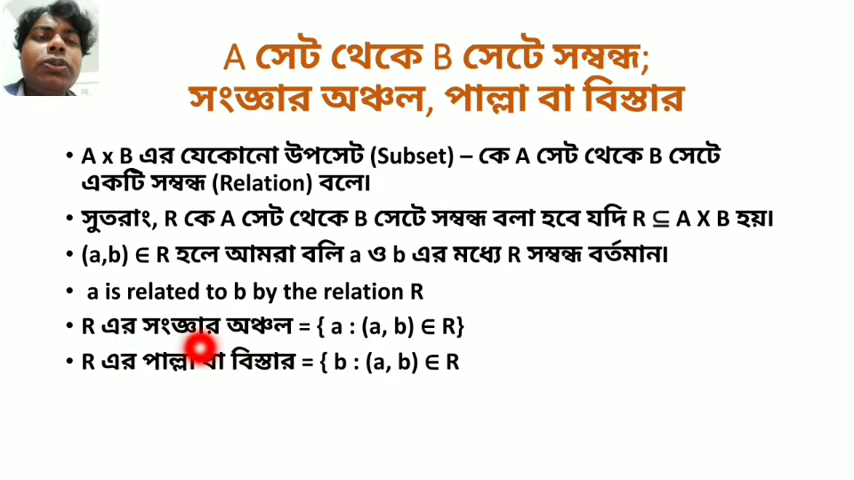 A সেট থেকে B সেটে সম্বন্ধ;
সংজ্ঞার অঞ্চল, পাল্লা বা বিস্তার
• A x B এর যেকোনো উপসেট (Subset) – কে A সেট থেকে B সেটে
একটি সম্বন্ধ (Relation) বলে।
• সুতরাং, R কে A সেট থেকে B সেটে সম্বন্ধ বলা হবে যদি R ⊆ A X B হয়।
• (a,b) ∈ R হলে আমরা বলি a ও b এর মধ্যে R সম্বন্ধ বর্তমান।
• a is related to b by the relation R
• R এর সংজ্ঞার অঞ্চল = { a : (a, b) ∈ R}
• R এর পাল্লা বা বিস্তার = { b : (a, b) ∈ R